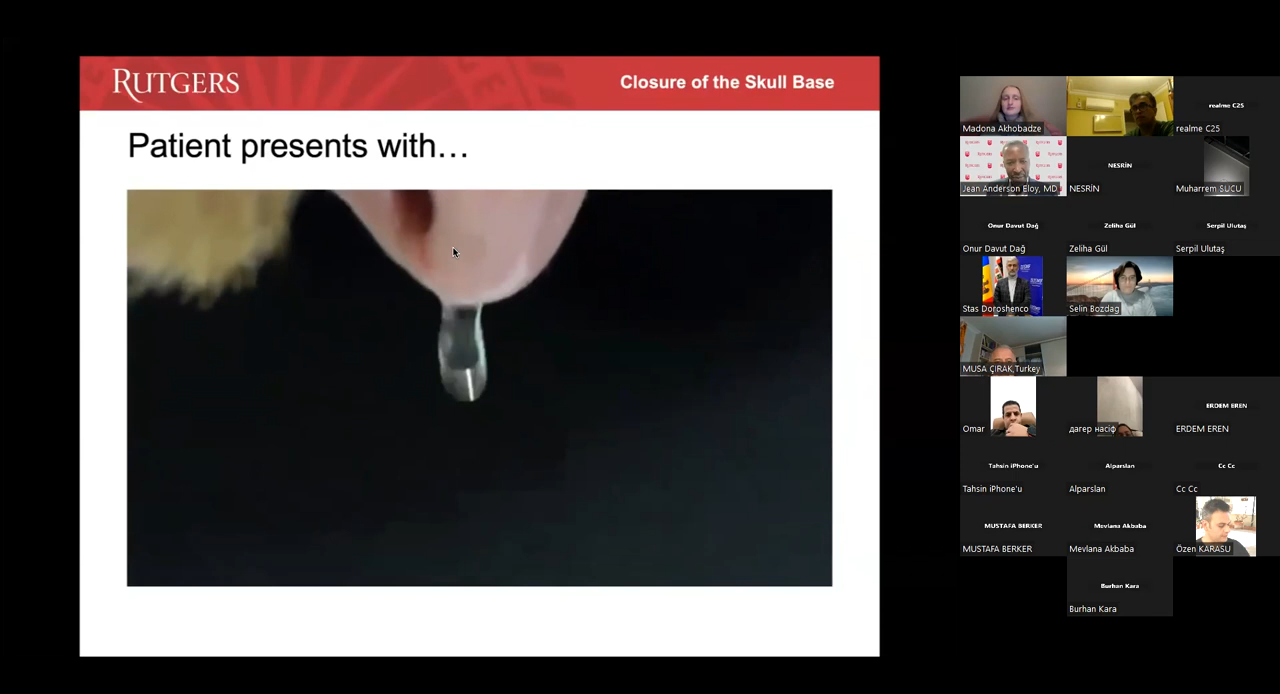 RUTGERS
Closure of the Skull Base
Patient presents with…
realme C25
Madona Akhobadze
realme C25
NESRİN
Jean Anderson Eloy, MD
NESRİN
Muharrem SUCU
Onur Davut Dağ
Zeliha Gül
Serpil Ulutaş
Onur Davut Dağ
Zeliha Gül
Serpil Ulutaş
Stas Doroshenco
Selin Bozdag
MUSA ÇIRAK,Turkey
ERDEM EREN
Omar
дагер насіф
ERDEM EREN
Tahsin iPhone'u
Alparslan
Cc Cc
Tahsin iPhone'u
Alparslan
Cc Cc
MUSTAFA BERKER
Mevlana Akbaba
MUSTAFA BERKER
Mevlana Akbaba
Özen KARASU
Burhan Kara
Burhan Kara